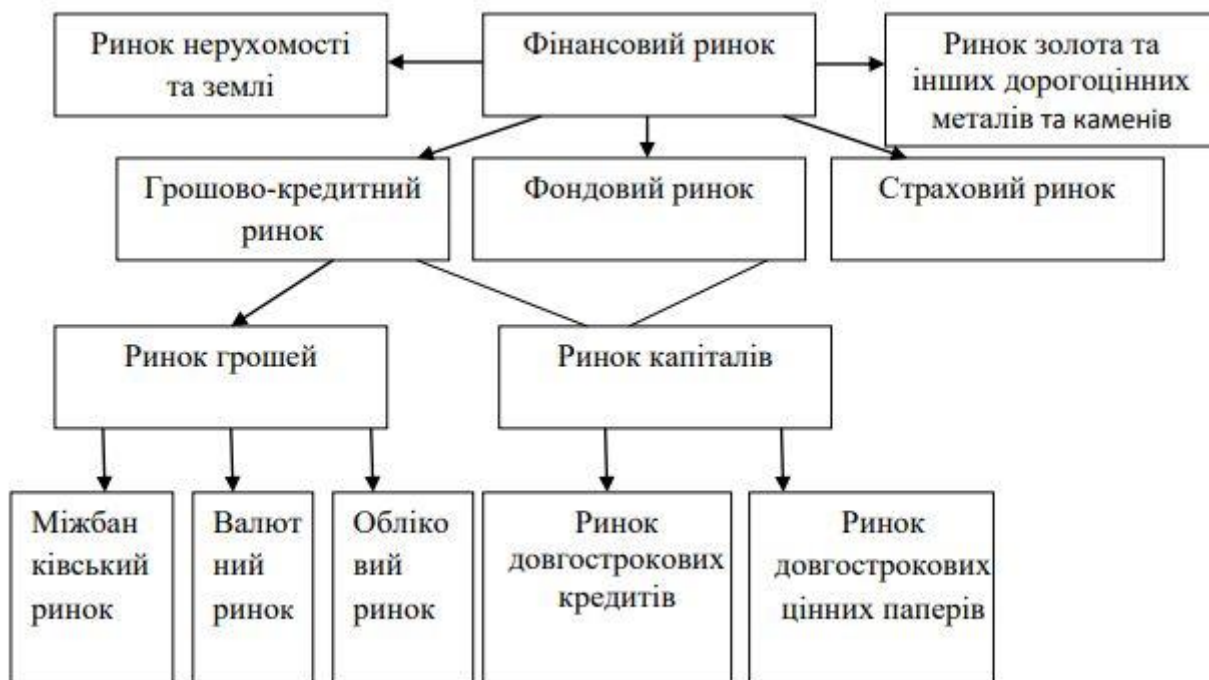 Ринок нерухомості
та землі
Фінансовий ринок
Ринок золота та
інших дорогоцінних
металів та каменів
Грошово-кредитний
ринок
Фондовий ринок
Страховий ринок
Ринок грошей
Ринок капіталів
Міжбан
ківський
ринок
Валют
ний
ринок
Обліко
вий
ринок
Ринок
довгострокових
кредитів
Ринок
довгострокових
цінних паперів